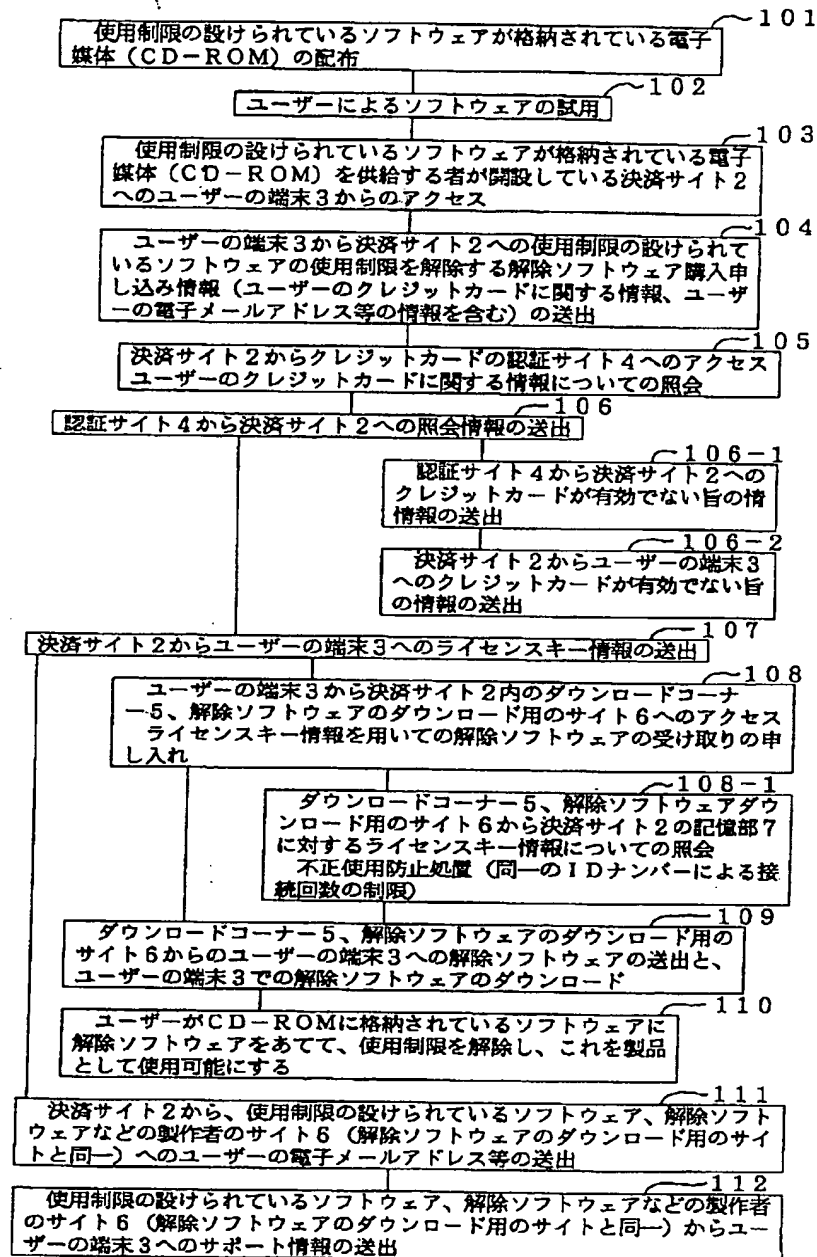 101
使用制限の設けられているソフトウェアが格納されている電子
媒体(CD-ROM)の配布
102
ユーザーによるソフトウェアの試用
103
使用制限の設けられているソフトウェアが格納されている電子
媒体(CD-ROM)を供給する者が開設している決済サイト2
へのユーザーの端末3からのアクセス
104
ユーザーの端末3から決済サイト2への使用制限の設けられて
いるソフトウェアの使用制限を解除する解除ソフトウェア購入申
し込み情報(ユーザーのクレジットカードに関する情報、ユーザ
ーの電子メールアドレス等の情報を含む)の送出
105
決済サイト2からクレジットカードの認証サイト4へのアクセス
ユーザーのクレジットカードに関する情報についての照会
106
認証サイト4から決済サイト2への照会情報の送出
106-1
認証サイト4から決済サイト2への
クレジットカードが有効でない旨の情
情報の送出
106-2
決済サイト2からユーザーの端末3
へのクレジットカードが有効でない旨
の情報の送出
107
決済サイト2からユーザーの端末3へのライセンスキー情報の送出
108
ユーザーの端末3から決済サイト2内のダウンロードコーナ
ー5、解除ソフトウェアのダウンロード用のサイト6へのアクセス
ライセンスキー情報を用いての解除ソフトウェアの受け取りの申
し入れ
108-1
ダウンロードコーナー5、解除ソフトウェアダウ
ンロード用のサイト6から決済サイト2の記憶部7
に対するライセンスキー情報についての照会
不正使用防止処置(同一のIDナンバーによる接
続回数の制限)
109
ダウンロードコーナー5、解除ソフトウェアのダウンロード用の
サイト6からのユーザーの端末3への解除ソフトウェアの送出と、
ユーザーの端末3での解除ソフトウェアのダウンロード
110
ユーザーがCD-ROMに格納されているソフトウェアに
解除ソフトウェアをあてて、使用制限を解除し、これを製品
として使用可能にする
111
決済サイト2から、使用制限の設けられているソフトウェア、解除ソフト
ウェアなどの製作者のサイト6(解除ソフトウェアのダウンロード用のサイ
トと同一)へのユーザーの電子メールアドレス等の送出
112
使用制限の設けられているソフトウェア、解除ソフトウェアなどの製作者
のサイト6(解除ソフトウェアのダウンロード用のサイトと同一)からユー
ザーの端末3へのサポート情報の送出